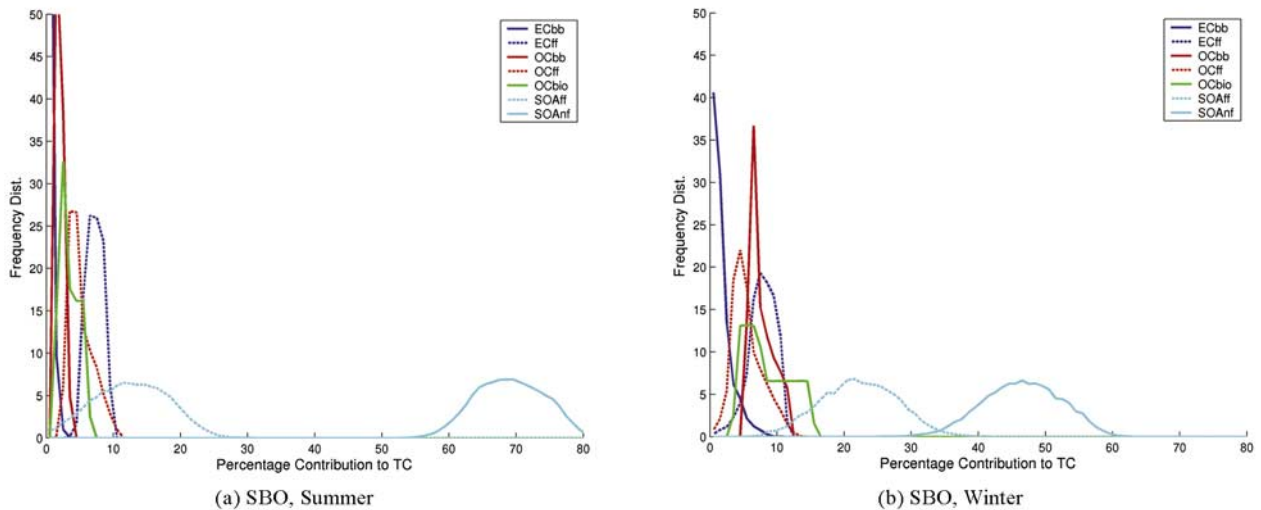 50
45
40
35
30
25
20
15
10
5
0
Frequency Dist.
0 10 20 30 40 50 60 70 80
Percentage Contribution to TC
ECbb
ECff
OCbb
OCff
OCbio
SOAff
SOAnf
(a) SBO, Summer
50
45
40
35
30
25
20
15
10
5
0
Frequency Dist.
0 10 20 30 40 50 60 70 80
Percentage Contribution to TC
ECbb
ECff
OCbb
OCff
OCbio
SOAff
SOAnf
(b) SBO, Winter